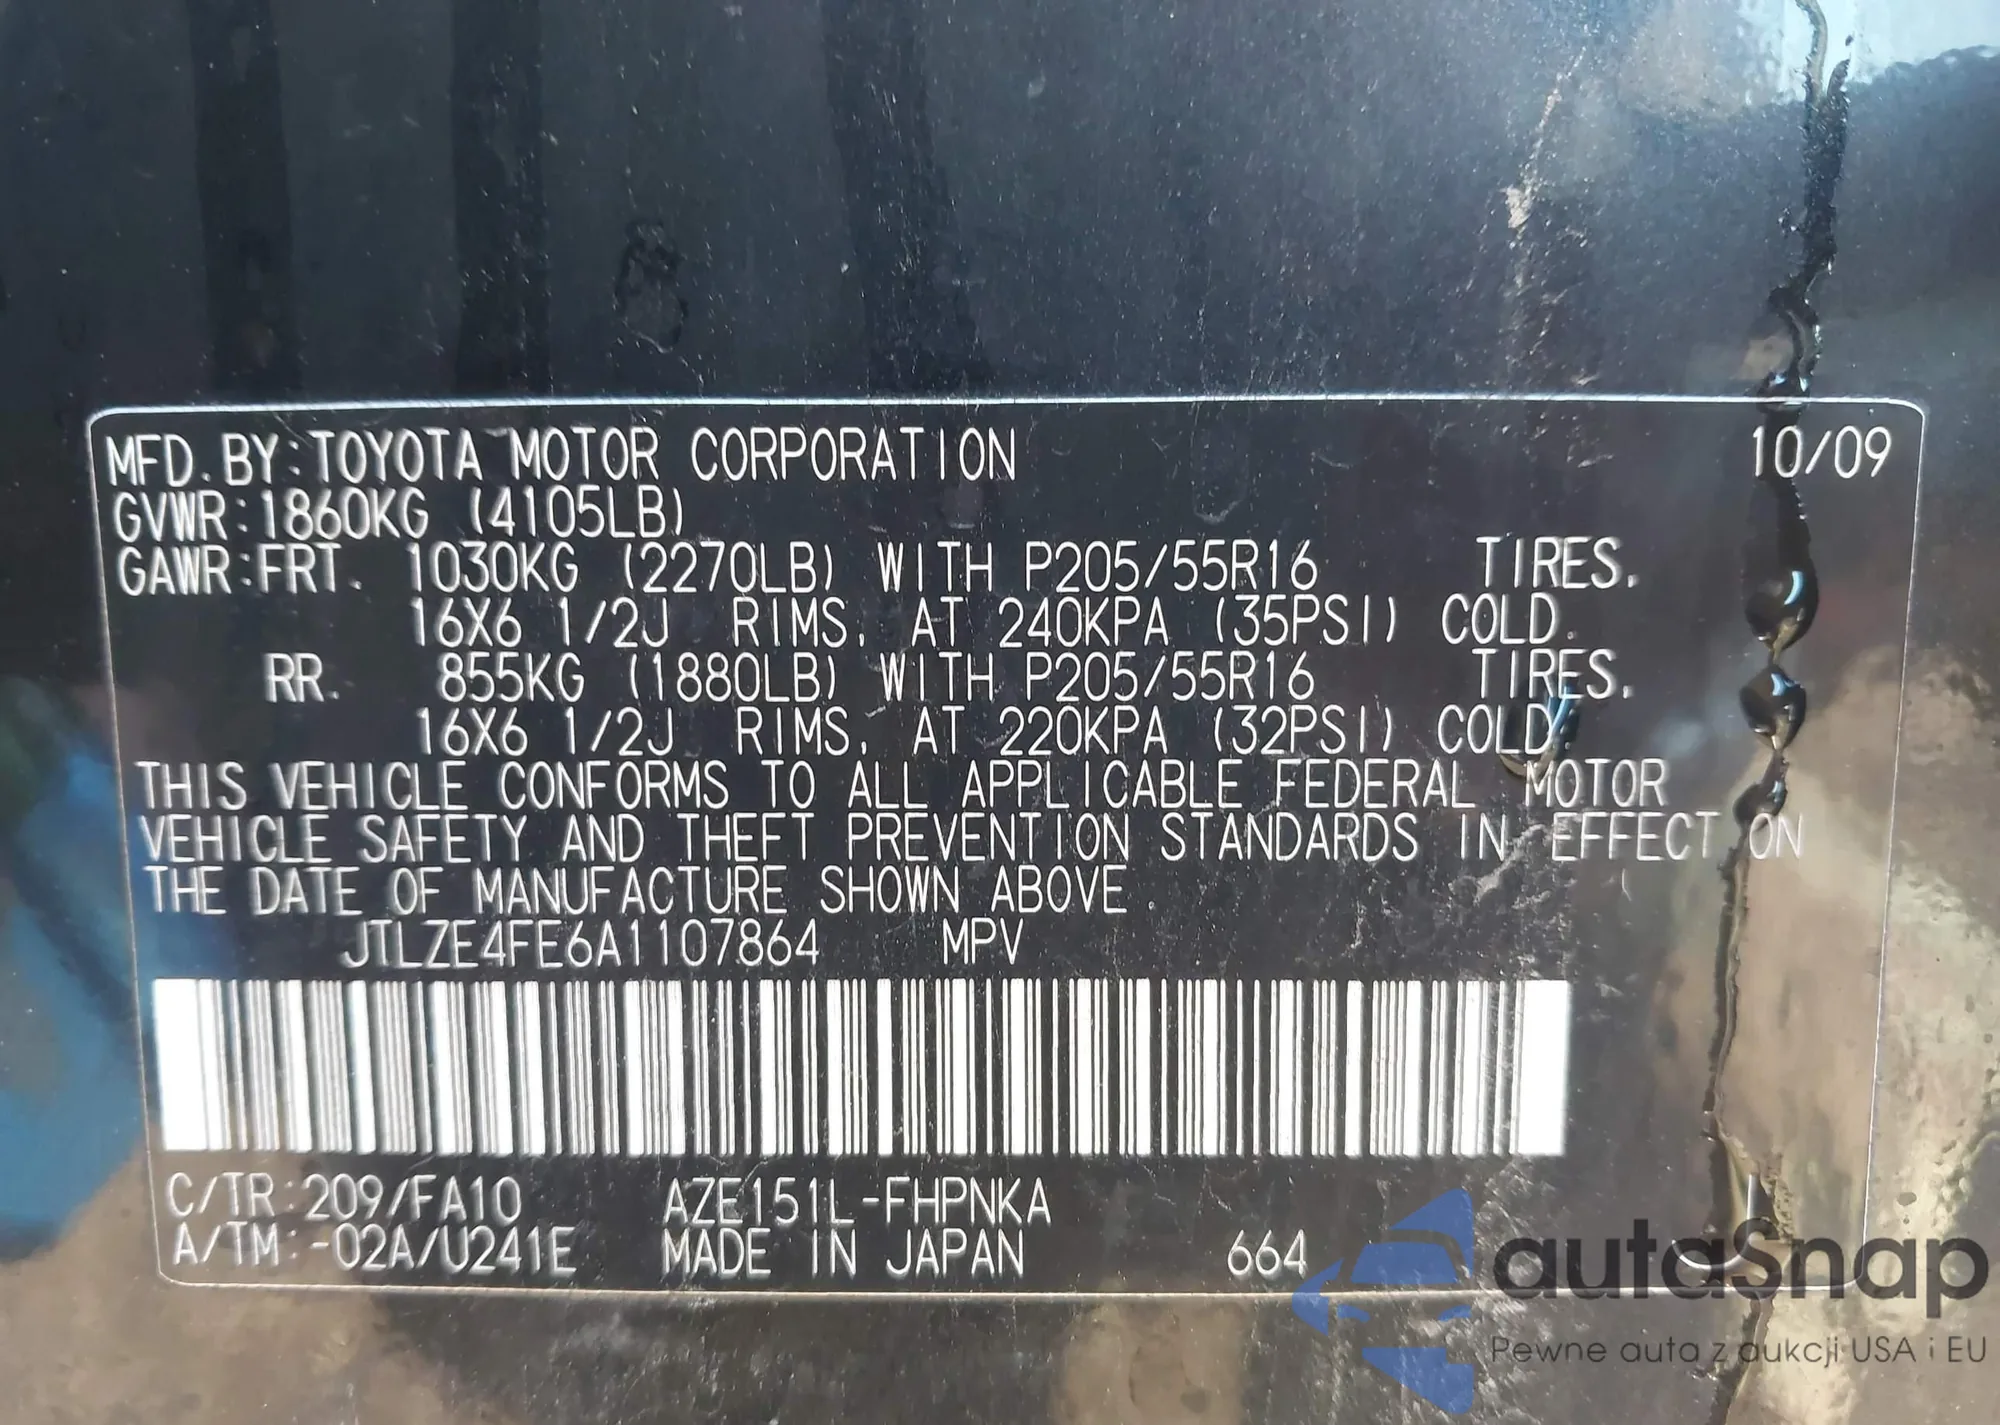 MFD. BY: TOYOTA MOTOR CORPORATION 10/09
GVWR: 1860KG (4105LB)
GAWR: FRT. 1030KG (2270LB) WITH P205/55R16 TIRES,
16X6 1/2J RIMS, AT 240KPA (35PSI) COLD.
RR. 855KG (1880LB) WITH P205/55R16 TIRES,
16X6 1/2J RIMS, AT 220KPA (32PSI) COLD.
THIS VEHICLE CONFORMS TO ALL APPLICABLE FEDERAL MOTOR
VEHICLE SAFETY AND THEFT PREVENTION STANDARDS IN EFFECT ON
THE DATE OF MANUFACTURE SHOWN ABOVE.
JTLZE4FE6A1107864 MPV
C/TR: 209/FA10 AZE151L-FHPNKA
A/TM: -02A/U241E MADE IN JAPAN 664
autaSnap
Pewne auta z aukcji USA i EU